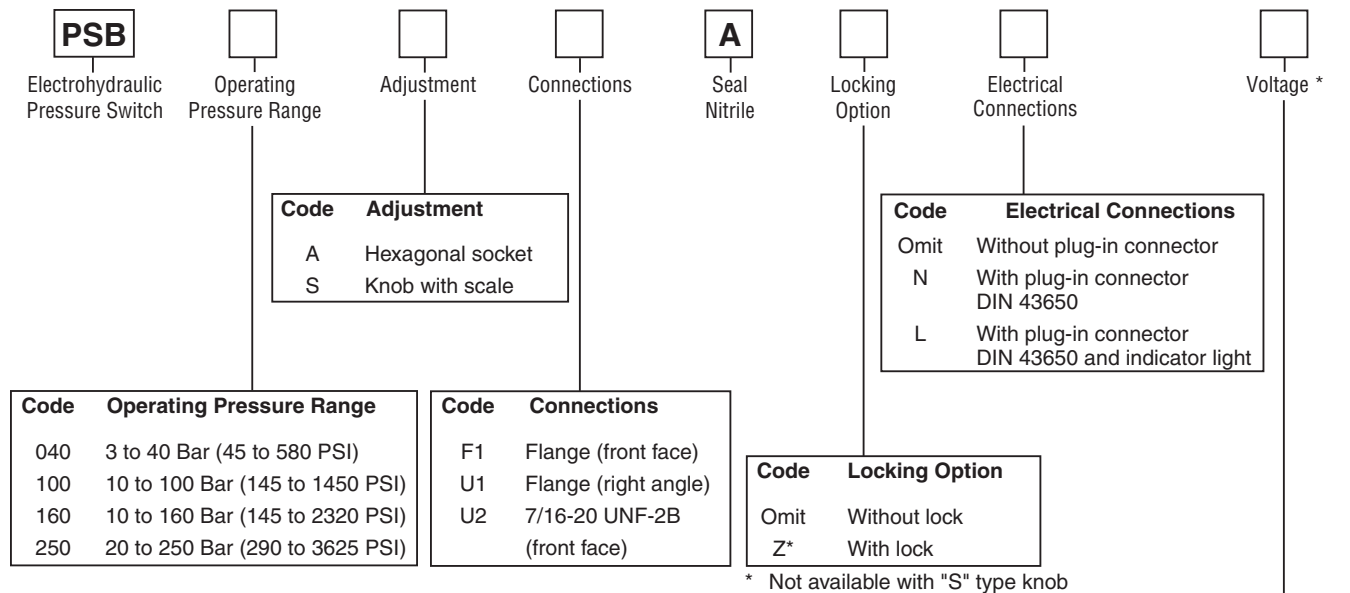 PSB
A
Electrohydraulic
Pressure Switch
Operating
Pressure Range
Adjustment
Connections
Seal
Nitrile
Locking
Option
Electrical
Connections
Voltage *
Code Adjustment
A Hexagonal socket
S Knob with scale
Code Electrical Connections
Omit Without plug-in connector
N With plug-in connector
DIN 43650
L With plug-in connector
DIN 43650 and indicator light
Code Operating Pressure Range
040 3 to 40 Bar (45 to 580 PSI)
100 10 to 100 Bar (145 to 1450 PSI)
160 10 to 160 Bar (145 to 2320 PSI)
250 20 to 250 Bar (290 to 3625 PSI)
Code Connections
F1 Flange (front face)
U1 Flange (right angle)
U2 7/16-20 UNF-2B
(front face)
Code Locking Option
Omit Without lock
Z* With lock
* Not available with "S" type knob